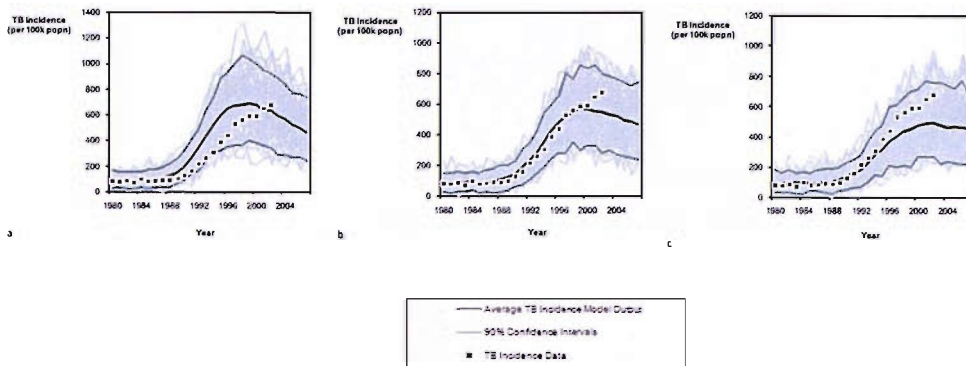 TB Incidence
(per 100k popn)
1400
1200
1000
800
600
400
200
0
1980 1984 1988 1992 1996 2000 2004
Year
a
TB Incidence
(per 100k popn)
1200
1000
800
600
400
200
0
1980 1984 1988 1992 1996 2000 2004
Year
b
TB Incidence
(per 100k popn)
1200
1000
800
600
400
200
0
1980 1984 1988 1992 1996 2000 2004
Year
c
Average TB Incidence Model Output
90% Confidence Intervals
TB Incidence Data